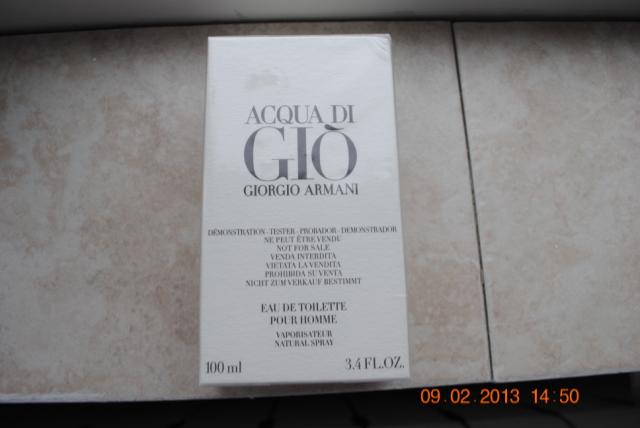 ACQUA DI
GIÒ
GIORGIO ARMANI
DÉMONSTRATION - TESTER - PROBADOR - DEMONSTRADOR
NE PEUT ÊTRE VENDU
NOT FOR SALE
VENDA INTERDITA
VIETATA LA VENDITA
PROHIBIDA SU VENTA
NICHT ZUM VERKAUF BESTIMMT
EAU DE TOILETTE
POUR HOMME
VAPORISATEUR
NATURAL SPRAY
100 ml 3.4 FL.OZ.
09.02.2013 14:50